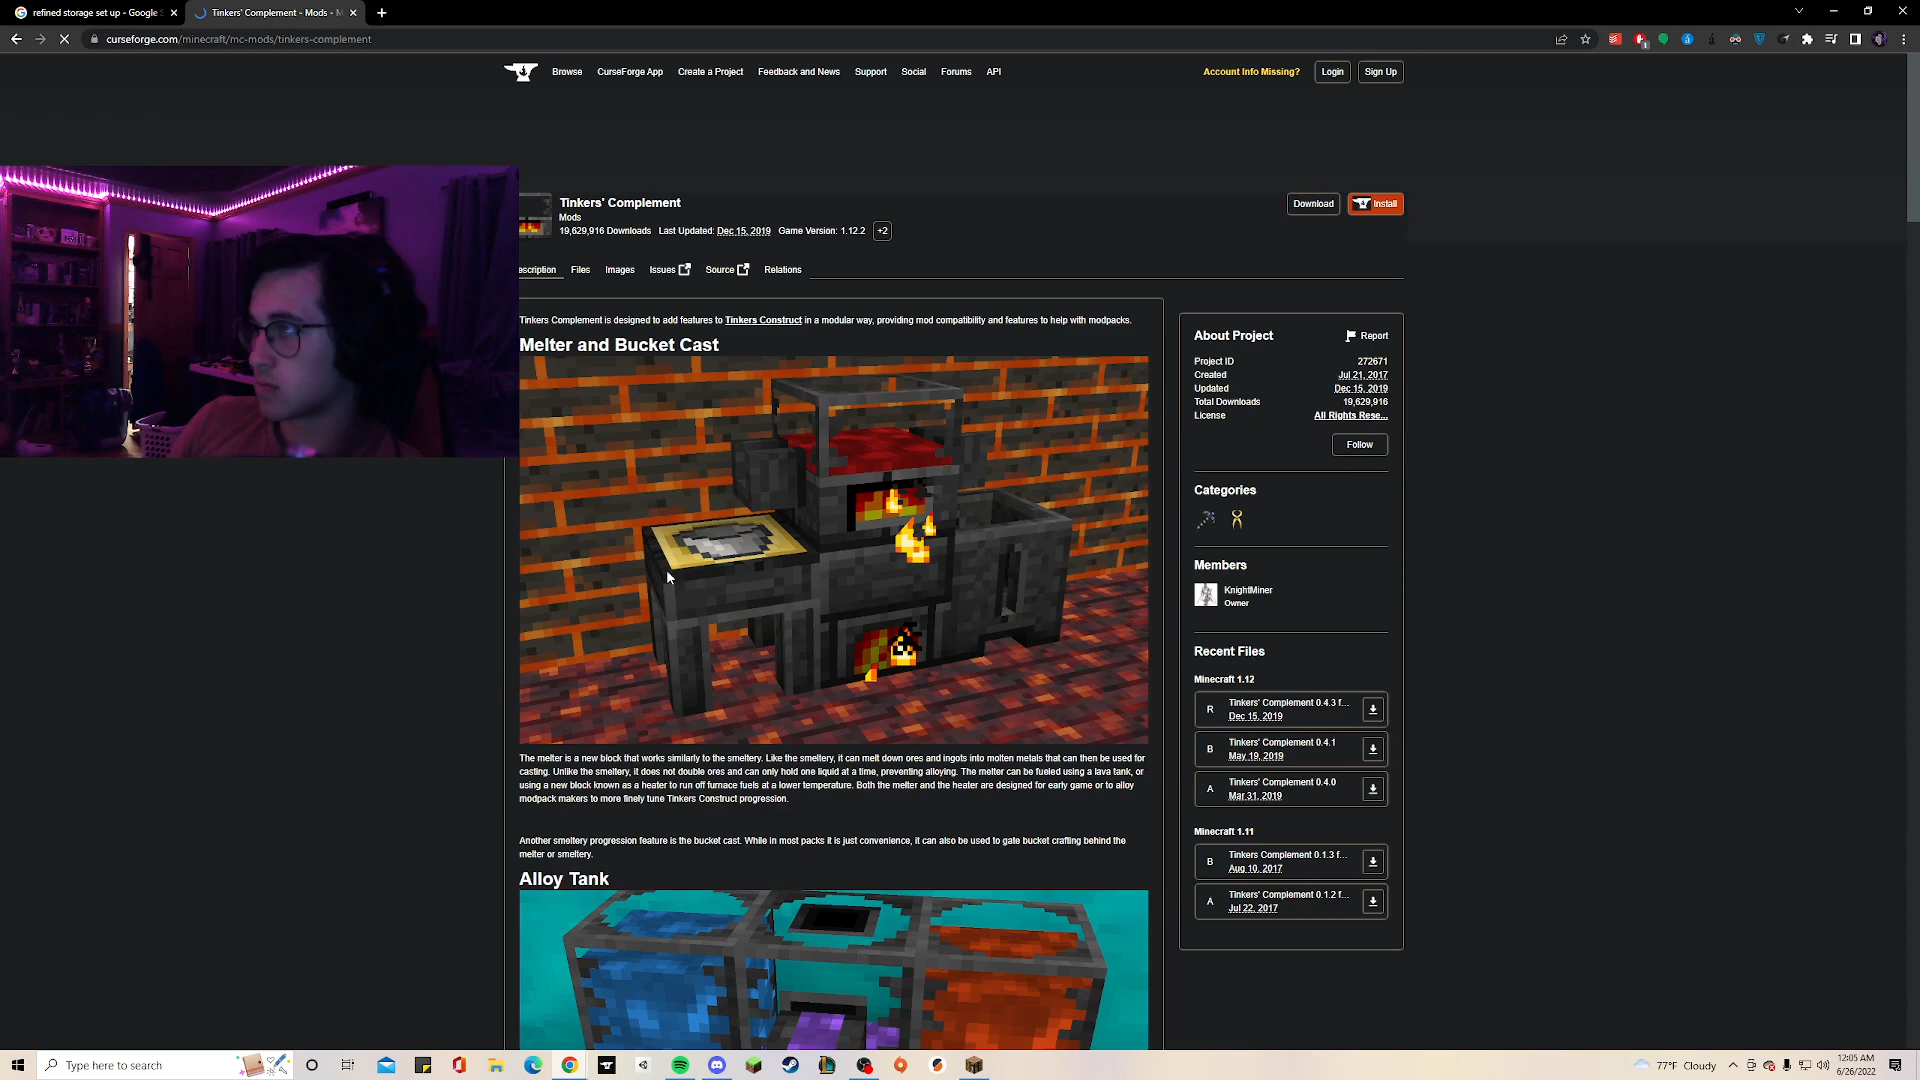 refined storage set up - Google S
Tinkers' Complement - Mods - M
curseforge.com/minecraft/mc-mods/tinkers-complement
Browse CurseForge App Create a Project Feedback and News Support Social Forums API
Account Info Missing? Login Sign Up
Tinkers' Complement
Mods
19,629,916 Downloads Last Updated: Dec 15, 2019 Game Version: 1.12.2 +2
Download Install
escription Files Images Issues Source Relations
Tinkers Complement is designed to add features to Tinkers Construct in a modular way, providing mod compatibility and features to help with modpacks.
Melter and Bucket Cast
The melter is a new block that works similarly to the smeltery. Like the smeltery, it can melt down ores and ingots into molten metals that can then be used for
casting. Unlike the smeltery, it does not double ores and can only hold one liquid at a time, preventing alloying. The melter can be fueled using a lava tank, or
using a new block known as a heater to run off furnace fuels at a lower temperature. Both the melter and the heater are designed for early game or to alloy
modpack makers to more finely tune Tinkers Construct progression.
Another smeltery progression feature is the bucket cast. While in most packs it is just convenience, it can also be used to gate bucket crafting behind the
melter or smeltery.
Alloy Tank
About Project Report
Project ID 272671
Created Jul 21, 2017
Updated Dec 15, 2019
Total Downloads 19,629,916
License All Rights Rese...
Follow
Categories
Members
KnightMiner
Owner
Recent Files
Minecraft 1.12
R Tinkers' Complement 0.4.3 f...
Dec 15, 2019
B Tinkers' Complement 0.4.1
May 19, 2019
A Tinkers' Complement 0.4.0
Mar 31, 2019
Minecraft 1.11
B Tinkers Complement 0.1.3 f...
Aug 10, 2017
A Tinkers' Complement 0.1.2 f...
Jul 22, 2017
Type here to search
77°F Cloudy
12:05 AM
6/26/2022